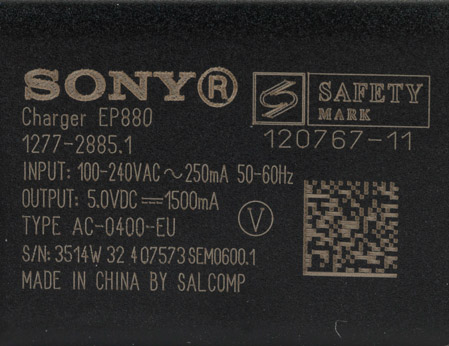 SONY®
Charger EP880
1277-2885.1
INPUT: 100-240VAC ~ 250mA 50-60Hz
OUTPUT: 5.0VDC ⎓ 1500mA
TYPE AC-0400-EU
S/N: 3514W 32 407573 SEM0600.1
MADE IN CHINA BY SALCOMP
V
S SAFETY
MARK
120767-11